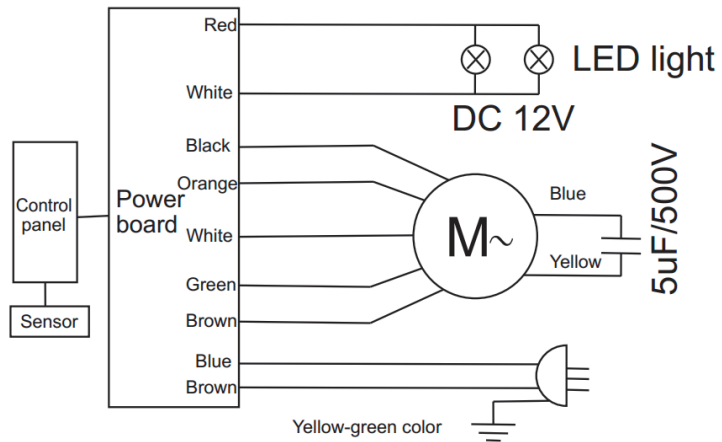 Red
LED light
White
DC 12V
Black
Orange
Control
panel
Power
board
White
M~
Blue
Yellow
5uF/500V
Green
Sensor
Brown
Blue
Brown
Yellow-green color